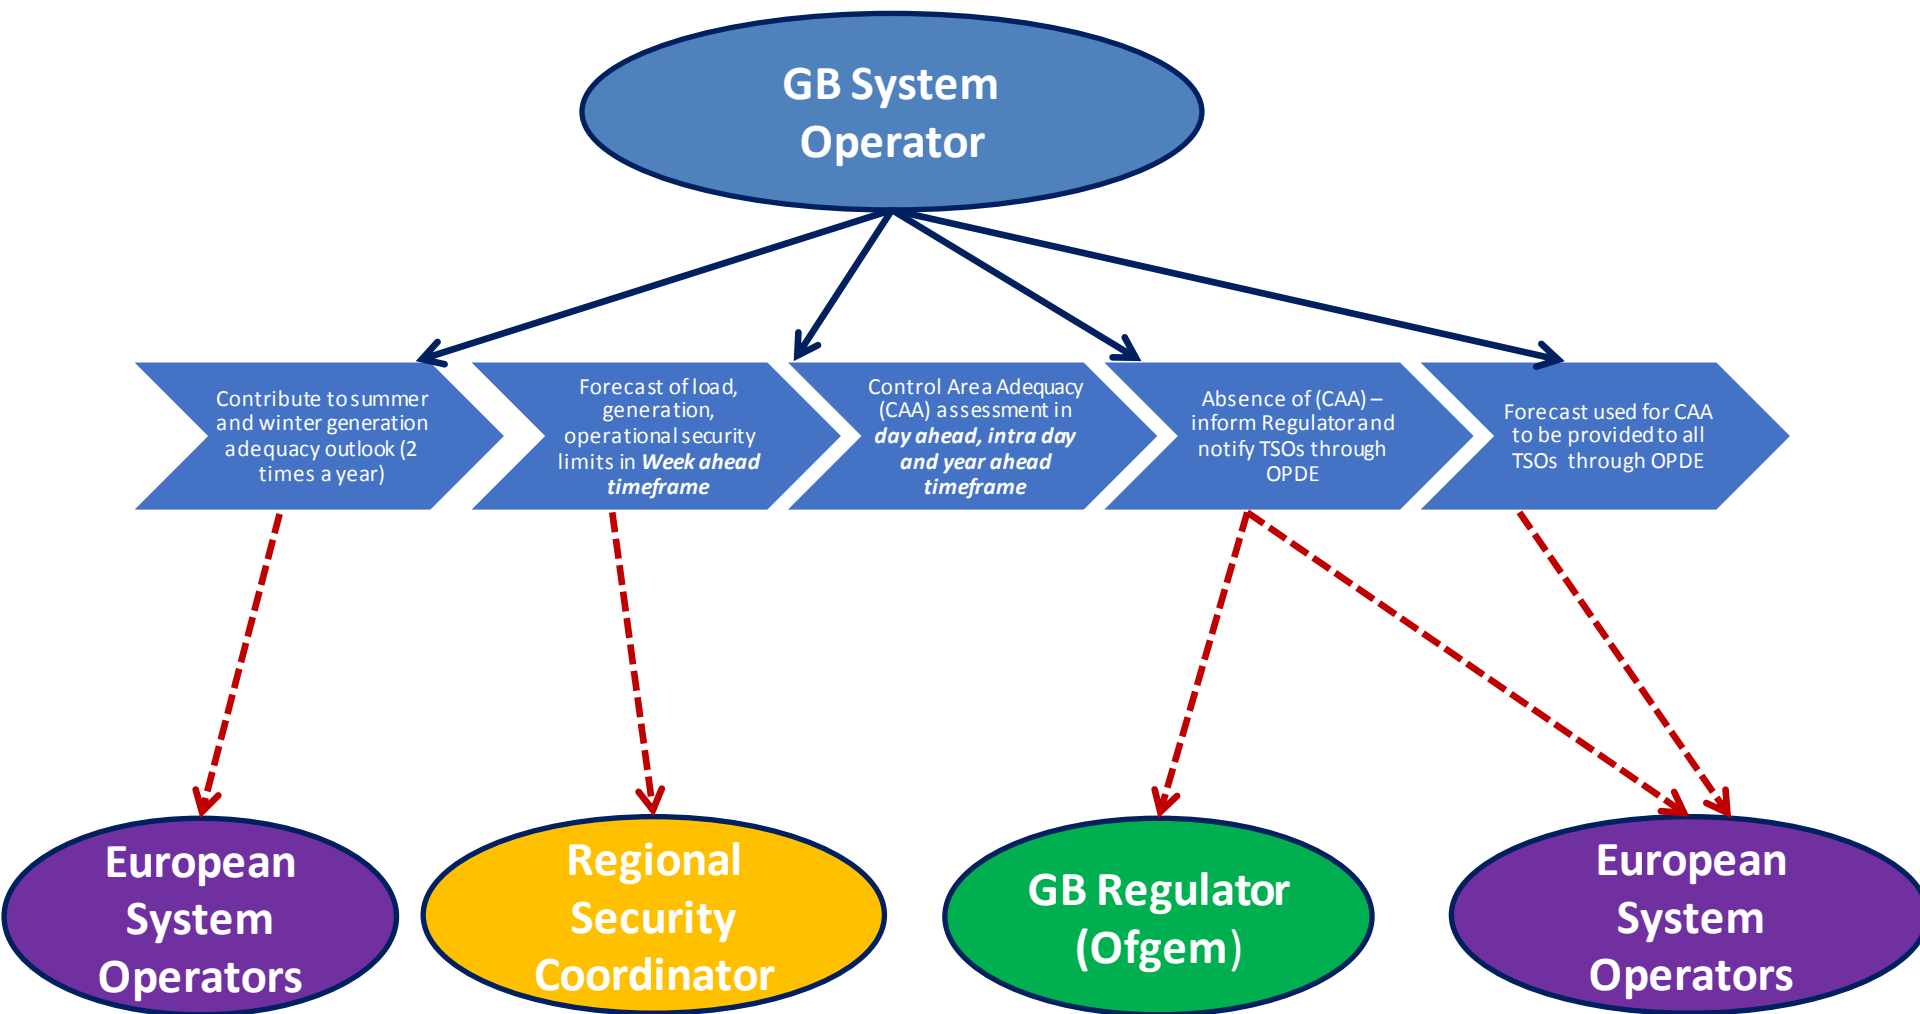 GB System
Operator
Contribute to summer
and winter generation
adequacy outlook (2
times a year)
Forecast of load,
generation,
operational security
limits in Week ahead
timeframe
Control Area Adequacy
(CAA) assessment in
day ahead, intra day
and year ahead
timeframe
Absence of (CAA) –
inform Regulator and
notify TSOs through
OPDE
Forecast used for CAA
to be provided to all
TSOs through OPDE
European
System
Operators
Regional
Security
Coordinator
GB Regulator
(Ofgem)
European
System
Operators